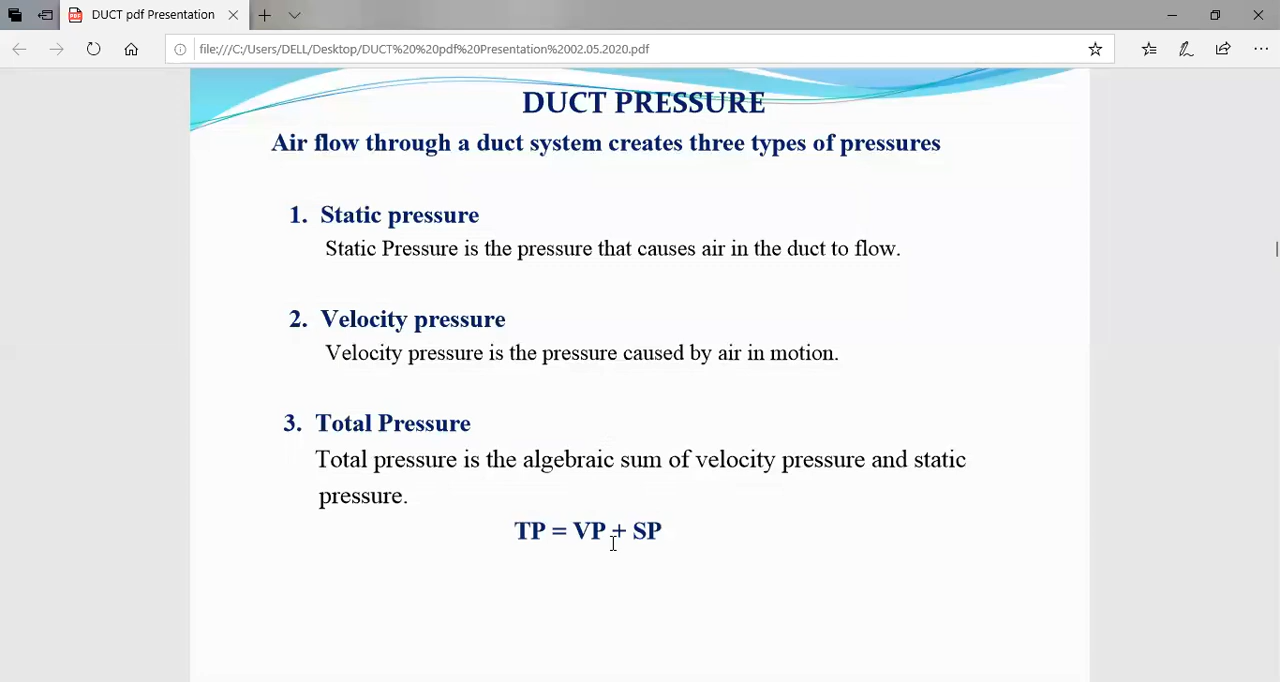 DUCT pdf Presentation
file:///C:/Users/DELL/Desktop/DUCT%20%20pdf%20Presentation%2002.05.2020.pdf
DUCT PRESSURE
Air flow through a duct system creates three types of pressures
1. Static pressure
Static Pressure is the pressure that causes air in the duct to flow.
2. Velocity pressure
Velocity pressure is the pressure caused by air in motion.
3. Total Pressure
Total pressure is the algebraic sum of velocity pressure and static
pressure.
TP = VP + SP